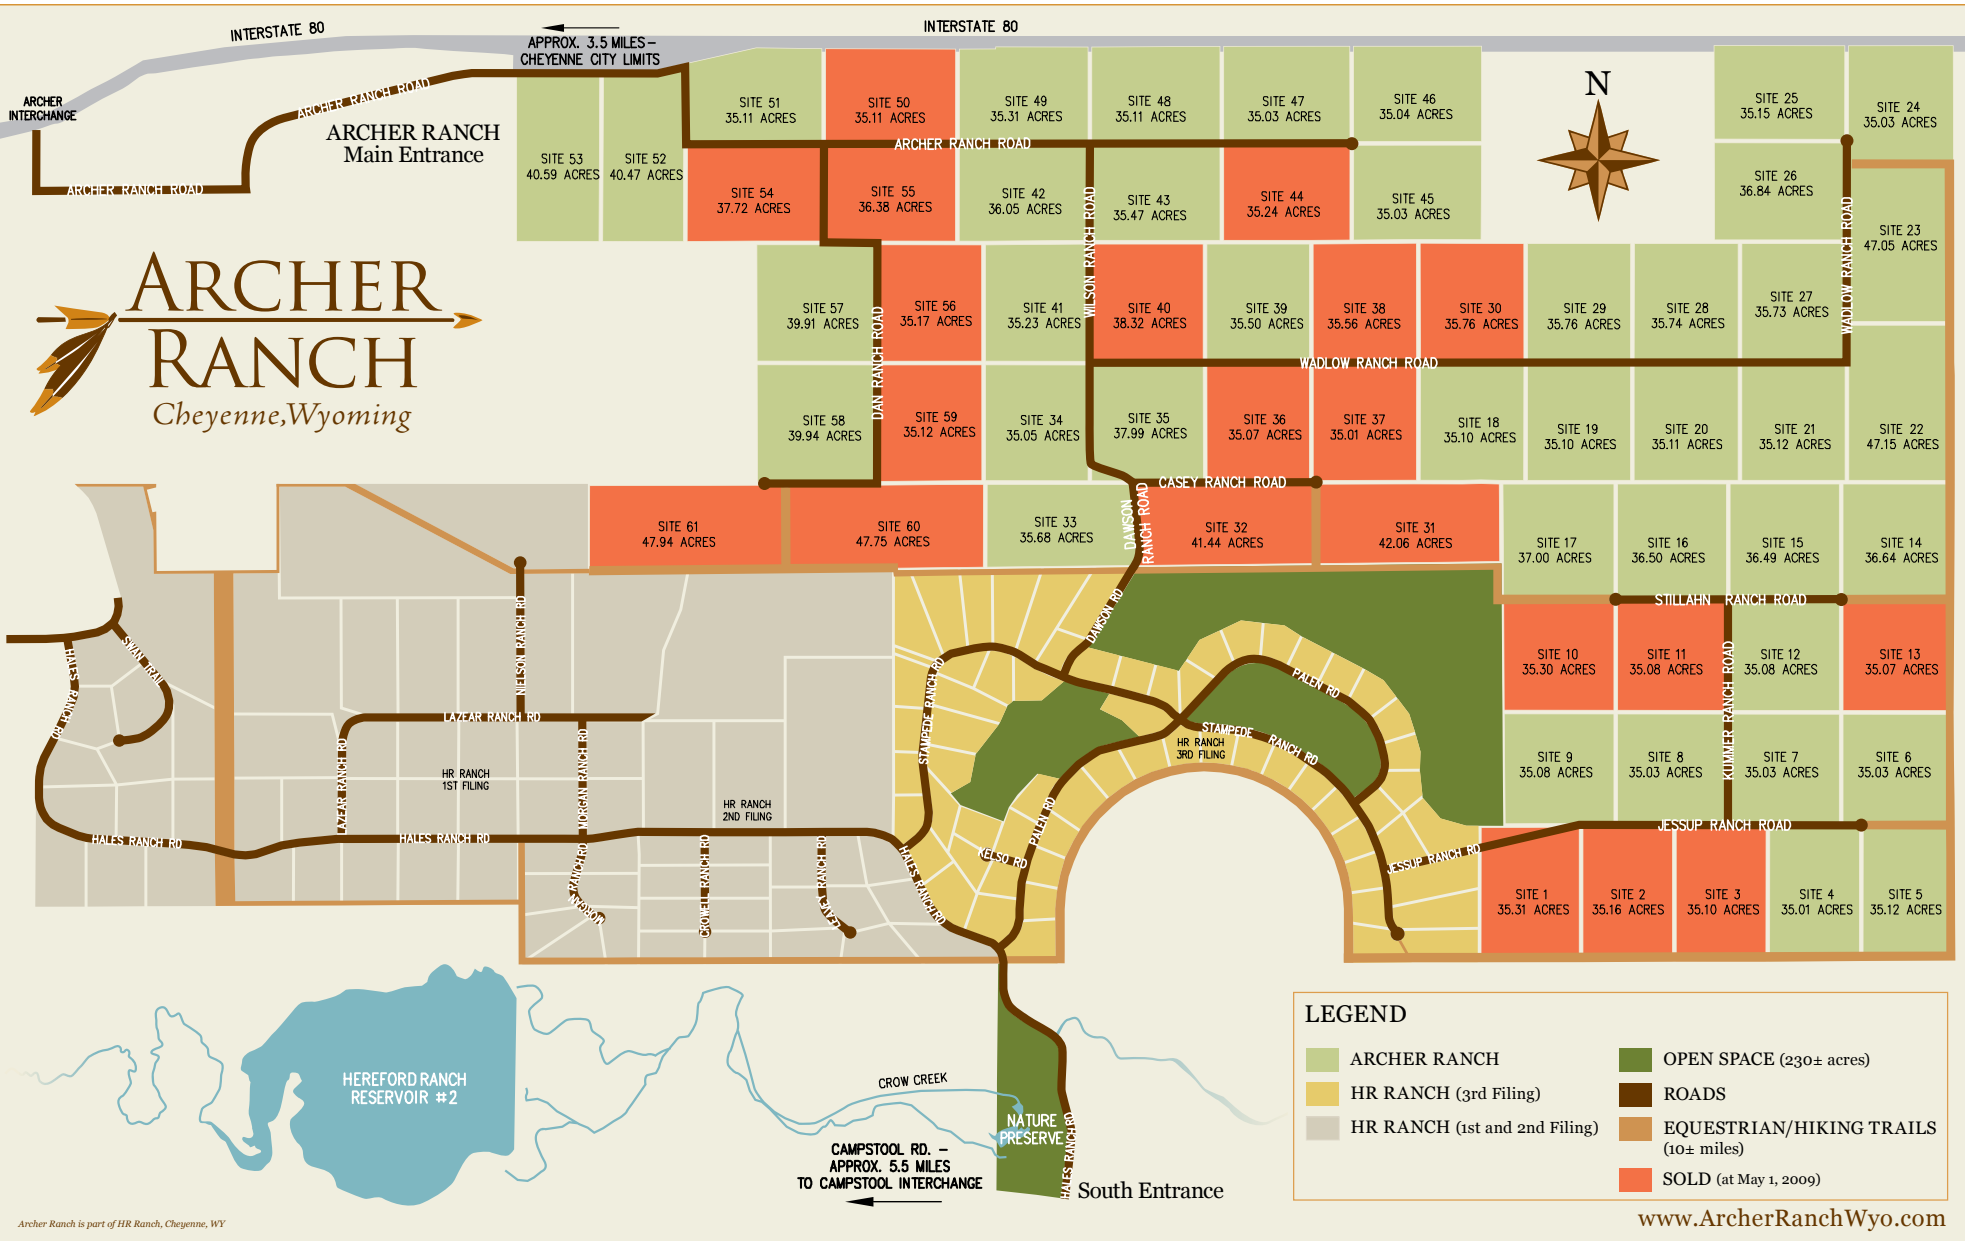 INTERSTATE 80
APPROX. 3.5 MILES–
CHEYENNE CITY LIMITS
INTERSTATE 80
ARCHER
INTERCHANGE
ARCHER RANCH ROAD
ARCHER RANCH
Main Entrance
ARCHER RANCH ROAD
N
SITE 51
35.11 ACRES
SITE 50
35.11 ACRES
SITE 49
35.31 ACRES
SITE 48
35.11 ACRES
SITE 47
35.03 ACRES
SITE 46
35.04 ACRES
SITE 25
35.15 ACRES
SITE 24
35.03 ACRES
ARCHER RANCH ROAD
SITE 53
40.59 ACRES
SITE 52
40.47 ACRES
SITE 54
37.72 ACRES
SITE 55
36.38 ACRES
SITE 42
36.05 ACRES
SITE 43
35.47 ACRES
SITE 44
35.24 ACRES
SITE 45
35.03 ACRES
SITE 26
36.84 ACRES
SITE 23
47.05 ACRES
WILSON RANCH ROAD
WADLOW RANCH ROAD
ARCHER
RANCH
Cheyenne, Wyoming
SITE 57
39.91 ACRES
SITE 56
35.17 ACRES
SITE 41
35.23 ACRES
SITE 40
38.32 ACRES
SITE 39
35.50 ACRES
SITE 38
35.56 ACRES
SITE 30
35.76 ACRES
SITE 29
35.76 ACRES
SITE 28
35.74 ACRES
SITE 27
35.73 ACRES
DAN RANCH ROAD
WADLOW RANCH ROAD
SITE 58
39.94 ACRES
SITE 59
35.12 ACRES
SITE 34
35.05 ACRES
SITE 35
37.99 ACRES
SITE 36
35.07 ACRES
SITE 37
35.01 ACRES
SITE 18
35.10 ACRES
SITE 19
35.10 ACRES
SITE 20
35.11 ACRES
SITE 21
35.12 ACRES
SITE 22
47.15 ACRES
CASEY RANCH ROAD
SITE 61
47.94 ACRES
SITE 60
47.75 ACRES
SITE 33
35.68 ACRES
DAWSON
RANCH ROAD
SITE 32
41.44 ACRES
SITE 31
42.06 ACRES
SITE 17
37.00 ACRES
SITE 16
36.50 ACRES
SITE 15
36.49 ACRES
SITE 14
36.64 ACRES
STILLAHN RANCH ROAD
SITE 10
35.30 ACRES
SITE 11
35.08 ACRES
SITE 12
35.08 ACRES
SITE 13
35.07 ACRES
KUMMER RANCH ROAD
SITE 9
35.08 ACRES
SITE 8
35.03 ACRES
SITE 7
35.03 ACRES
SITE 6
35.03 ACRES
JESSUP RANCH ROAD
JESSUP RANCH RD
SITE 1
35.31 ACRES
SITE 2
35.16 ACRES
SITE 3
35.10 ACRES
SITE 4
35.01 ACRES
SITE 5
35.12 ACRES
SWAN TRAIL
HALES RANCH RD
NIELSON RANCH RD
LAZEAR RANCH RD
LAZEAR RANCH RD
MORGAN RANCH RD
HR RANCH
1ST FILING
HR RANCH
2ND FILING
HALES RANCH RD
HALES RANCH RD
MORGAN RANCH RD
CROWELL RANCH RD
RANCH RD
HALES RANCH RD
DAWSON RD
STAMPEDE RANCH RD
PALEN RD
STAMPEDE RANCH RD
HR RANCH
3RD FILING
PALEN RD
KELSO RD
HEREFORD RANCH
RESERVOIR #2
CROW CREEK
NATURE
PRESERVE
HALES RANCH RD
CAMPSTOOL RD. –
APPROX. 5.5 MILES
TO CAMPSTOOL INTERCHANGE
South Entrance
LEGEND
ARCHER RANCH
HR RANCH (3rd Filing)
HR RANCH (1st and 2nd Filing)
OPEN SPACE (230± acres)
ROADS
EQUESTRIAN/HIKING TRAILS
(10± miles)
SOLD (at May 1, 2009)
Archer Ranch is part of HR Ranch, Cheyenne, WY
www.ArcherRanchWyo.com